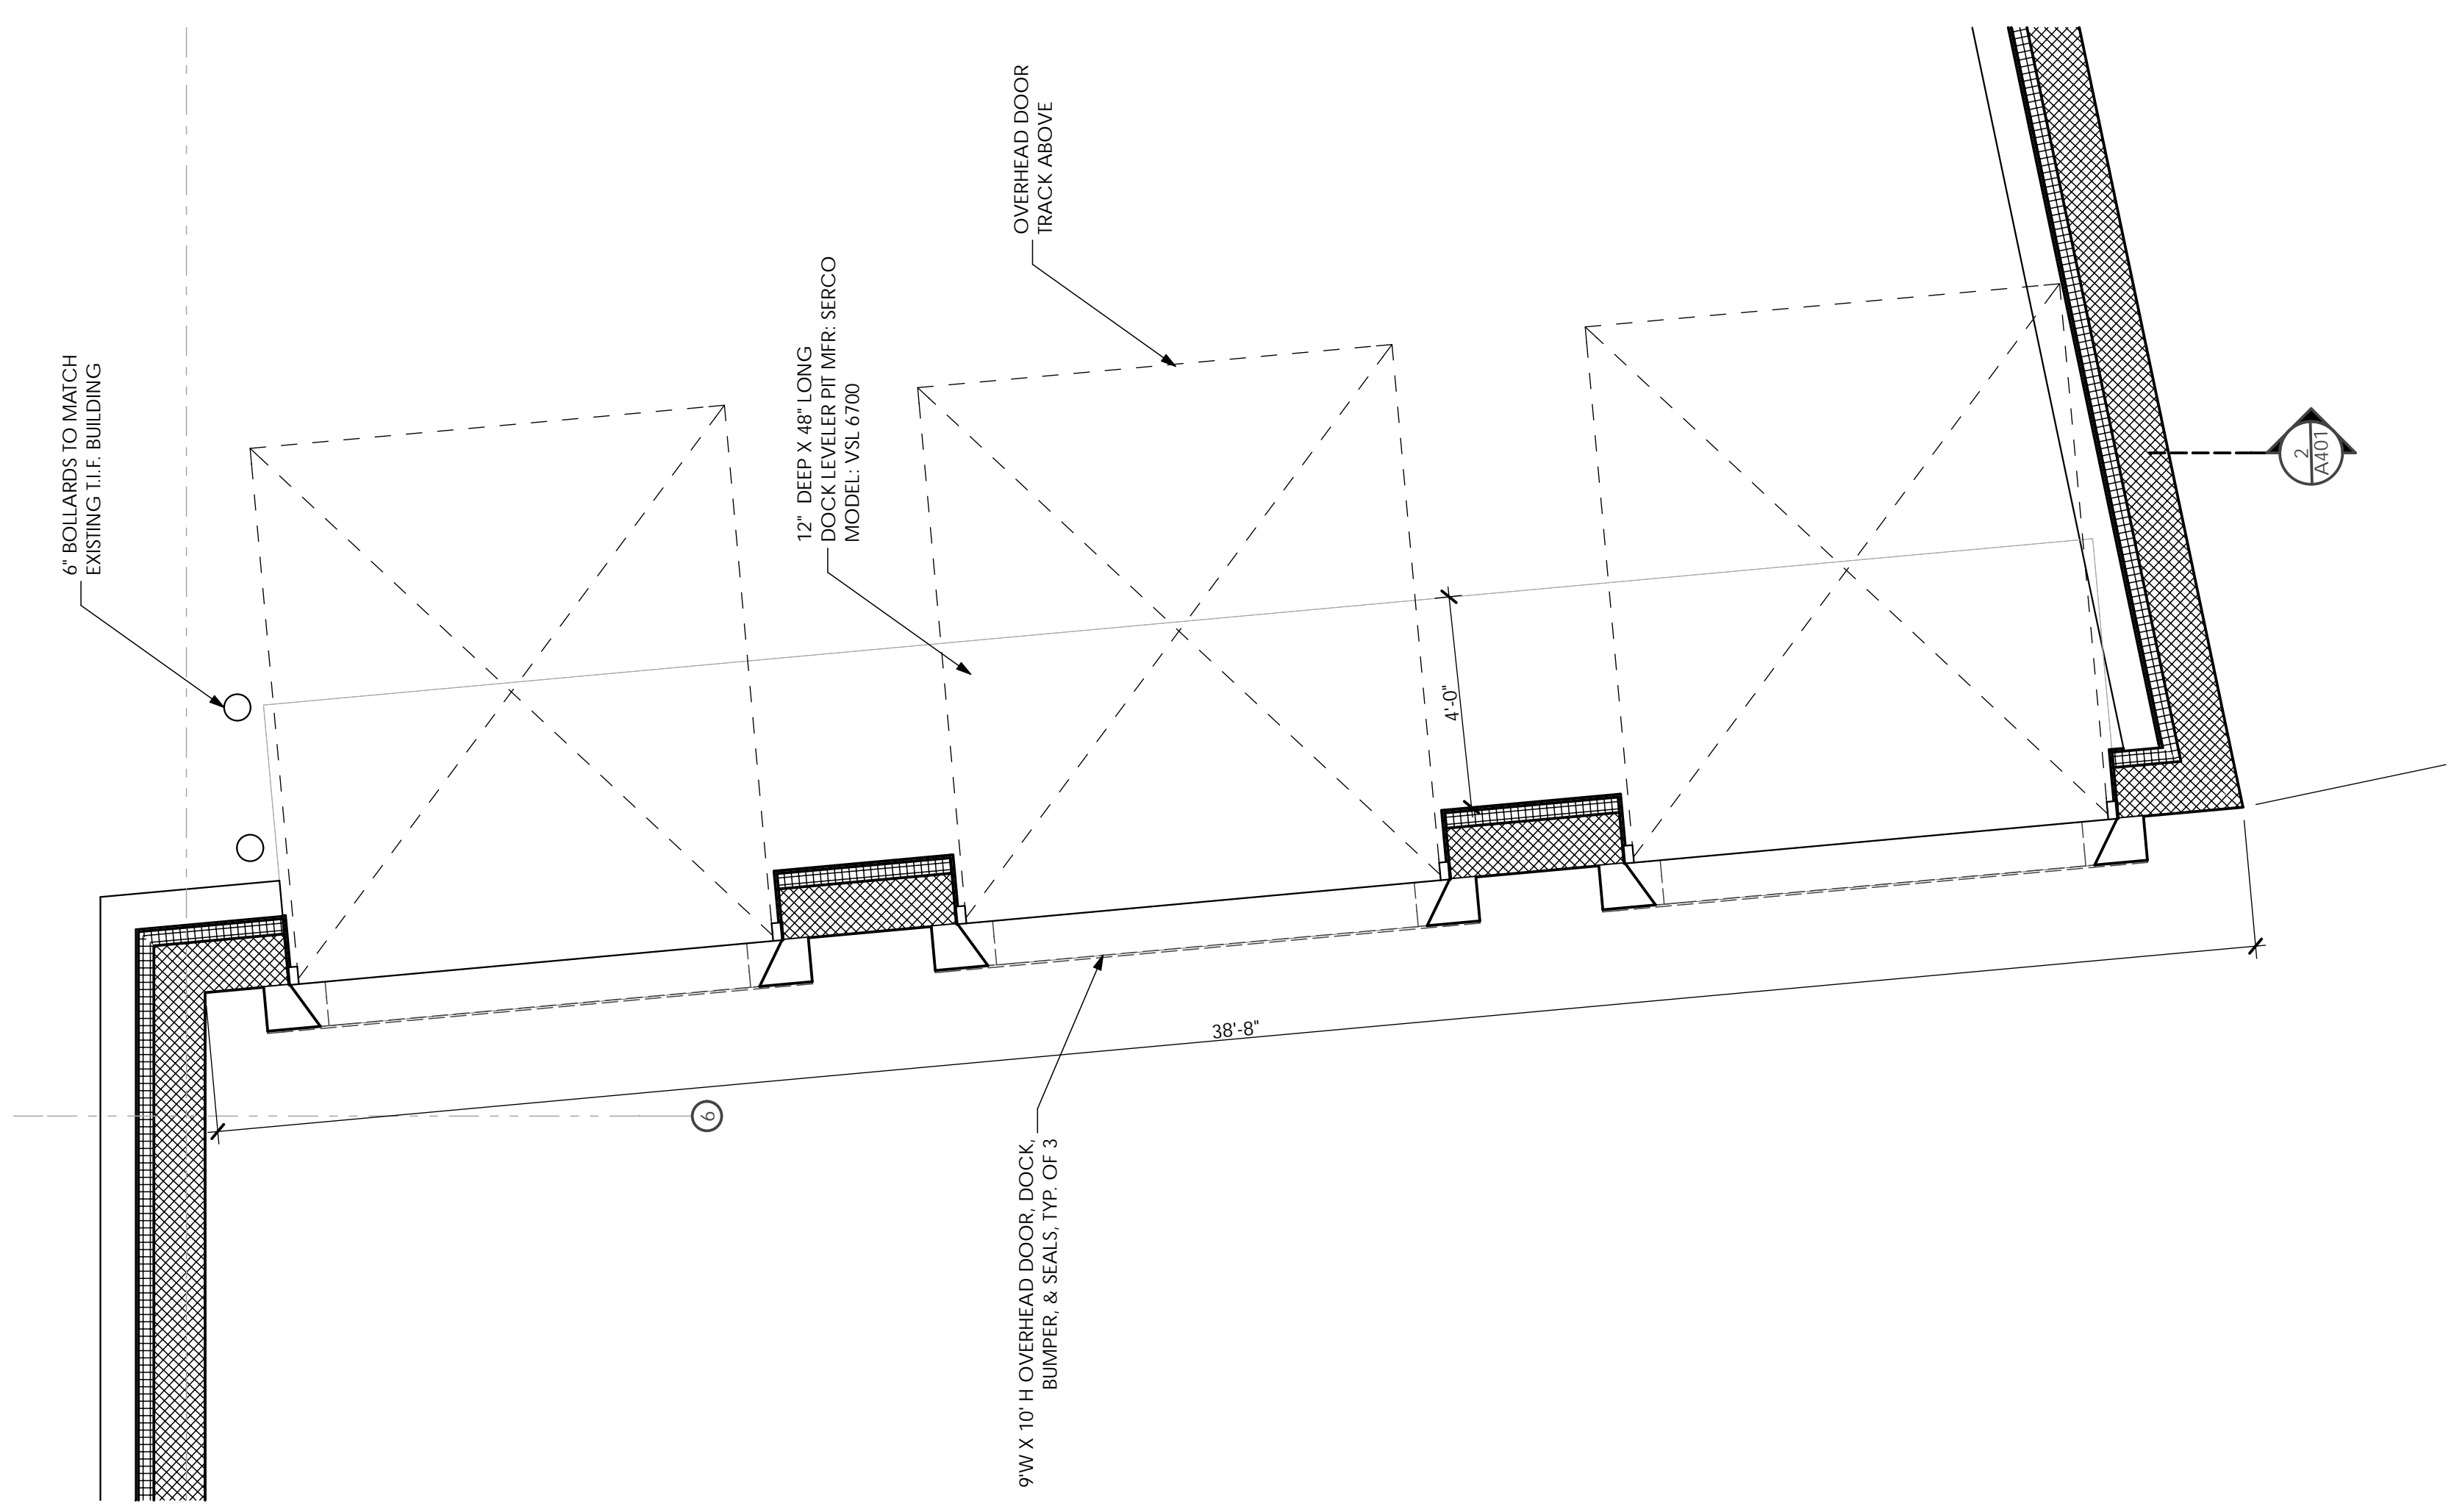 6" BOLLARDS TO MATCH
EXISTING T.I.F. BUILDING
12" DEEP X 48" LONG
DOCK LEVELER PIT MFR: SERCO
MODEL: VSL 6700
OVERHEAD DOOR
TRACK ABOVE
2
A401
4'-0"
38'-8"
6
9'W X 10' H OVERHEAD DOOR, DOCK,
BUMPER, & SEALS, TYP. OF 3